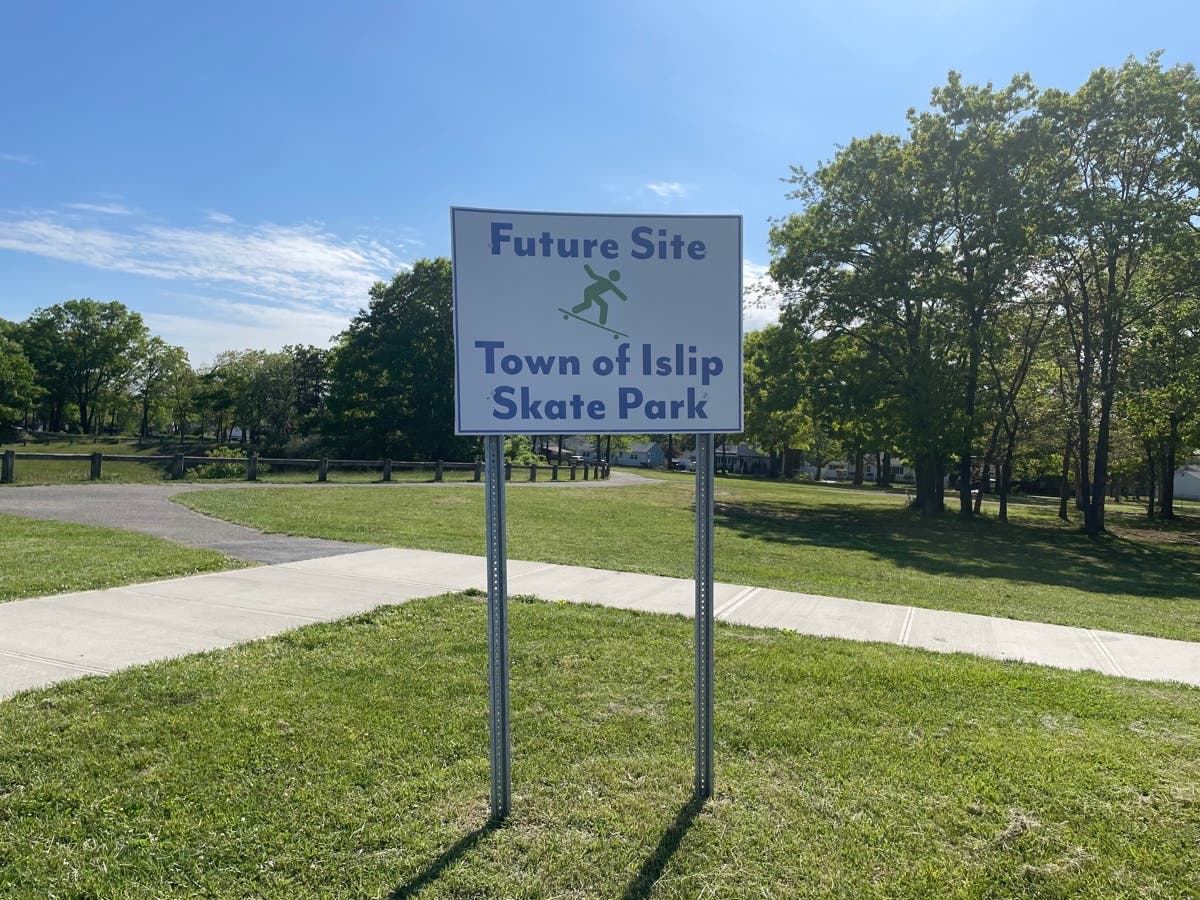 Future Site
Town of Islip
Skate Park